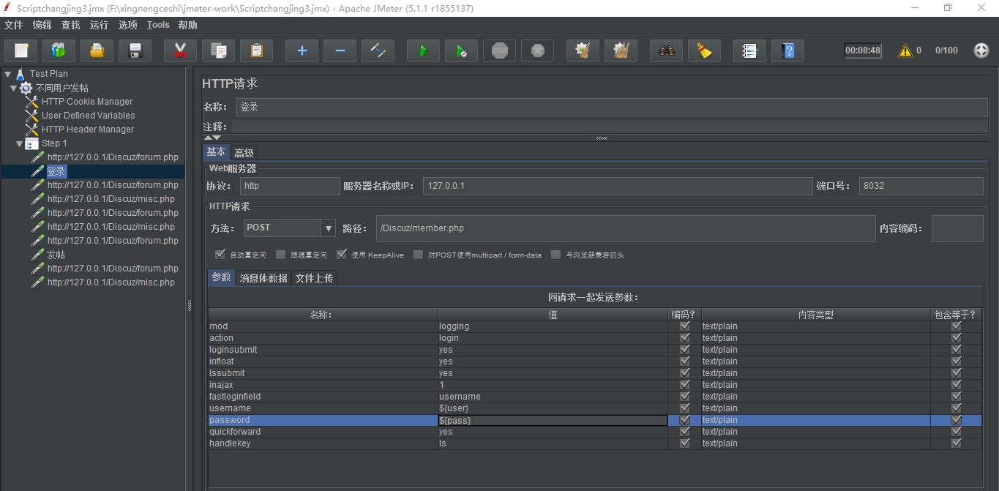 Scriptchangjing3.jmx (F:\xingnengceshi\jmeter-work\Scriptchangjing3.jmx) - Apache JMeter (5.1.1 r1855137)
文件 编辑 查找 运行 选项 Tools 帮助
STOP 00:08:48 0 0/100
Test Plan
不同用户发帖
HTTP Cookie Manager
User Defined Variables
HTTP Header Manager
Step 1
http://127.0.0.1/Discuz/forum.php
登录
http://127.0.0.1/Discuz/forum.php
http://127.0.0.1/Discuz/misc.php
http://127.0.0.1/Discuz/forum.php
http://127.0.0.1/Discuz/misc.php
http://127.0.0.1/Discuz/forum.php
发帖
http://127.0.0.1/Discuz/forum.php
http://127.0.0.1/Discuz/misc.php
HTTP请求
名称： 登录
注释：
基本 高级
Web服务器
协议： http 服务器名称或IP： 127.0.0.1 端口号： 8032
HTTP请求
方法： POST 路径： /Discuz/member.php 内容编码：
自动重定向 跟随重定向 使用 KeepAlive 对POST使用multipart / form-data 与浏览器兼容的头
参数 消息体数据 文件上传
同请求一起发送参数：
名称： 值 编码？ 内容类型 包含等于？
mod logging text/plain
action login text/plain
loginsubmit yes text/plain
infloat yes text/plain
lssubmit yes text/plain
inajax 1 text/plain
fastloginfield username text/plain
username ${user} text/plain
password ${pass} text/plain
quickforward yes text/plain
handlekey ls text/plain